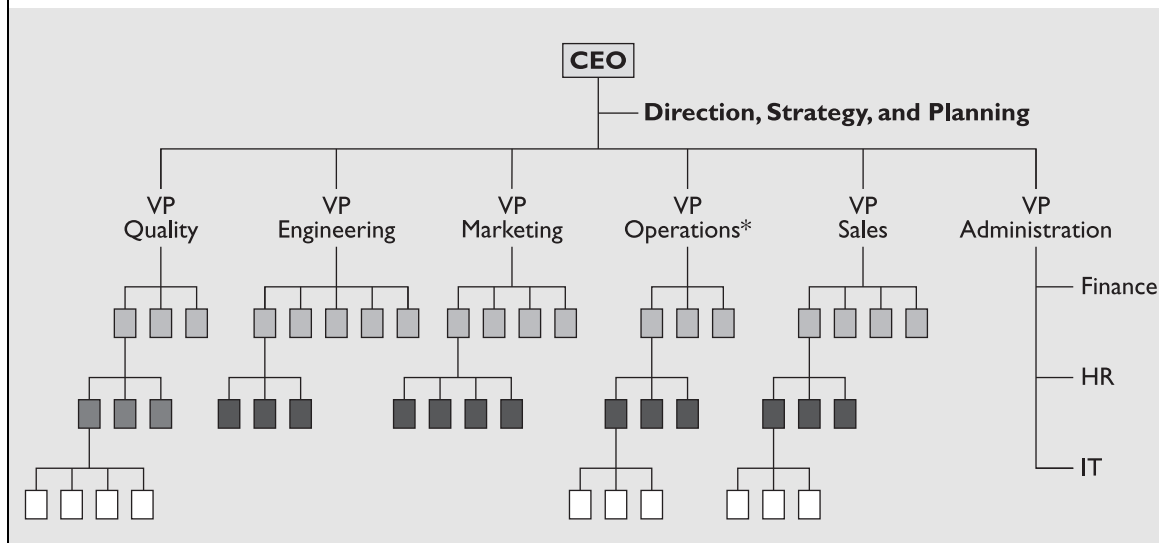 CEO
Direction, Strategy, and Planning
VP
Quality
VP
Engineering
VP
Marketing
VP
Operations*
VP
Sales
VP
Administration
Finance
HR
IT